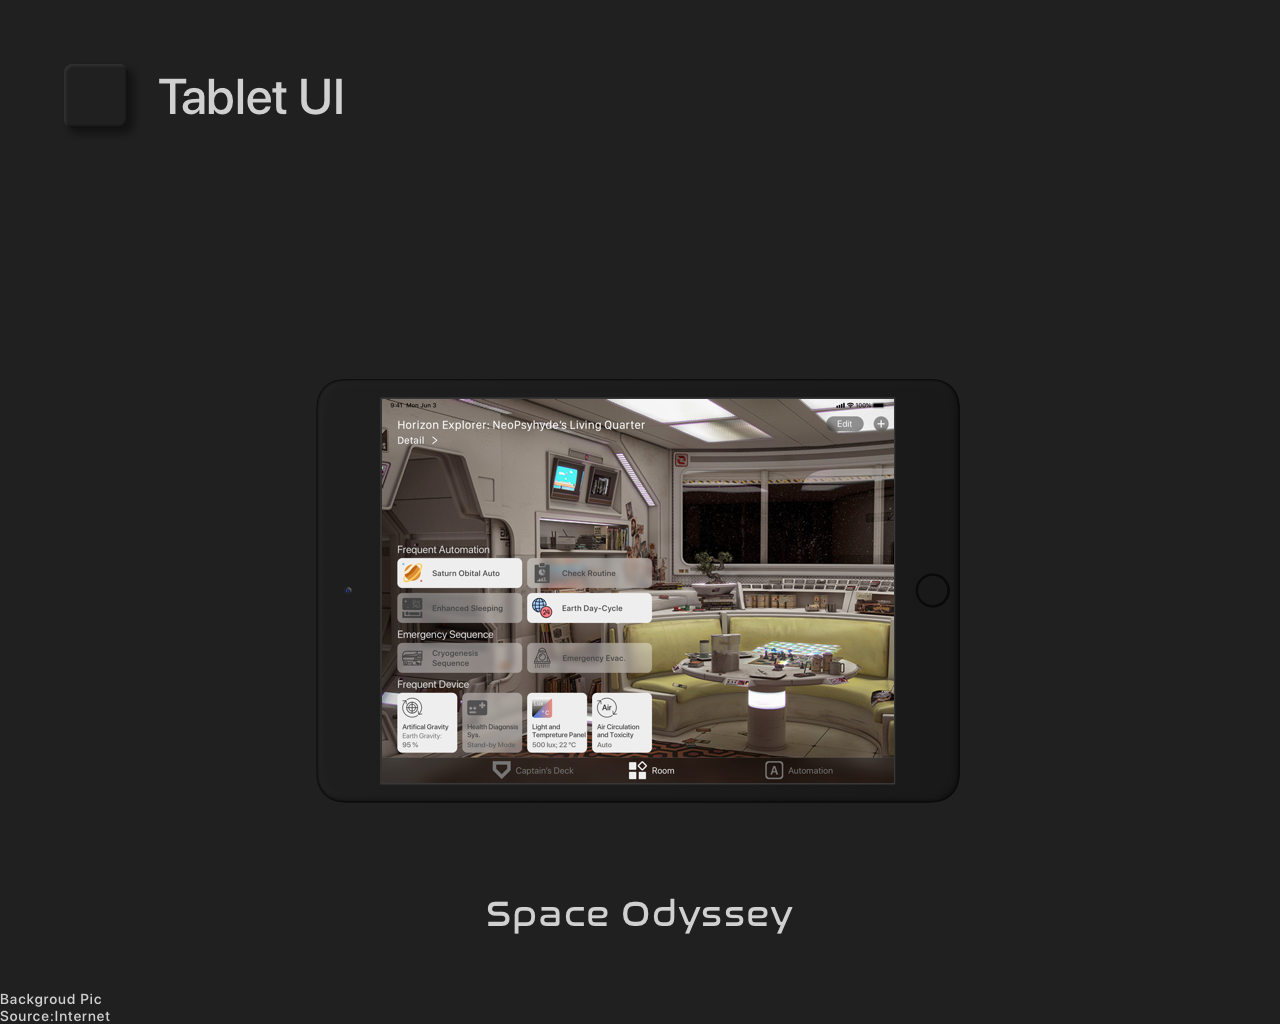 Tablet UI
9:41 Mon Jun 3
100%
Horizon Explorer: NeoPsyhyde's Living Quarter
Edit
Detail
Frequent Automation
Saturn Obital Auto
Check Routine
Enhanced Sleeping
24
Earth Day-Cycle
Emergency Sequence
Cryogenesis
Sequence
Emergency Evac.
Frequent Device
Artifical Gravity
Earth Gravity:
95 %
Health Diagonsis
Sys.
Stand-by Mode
Lux
°C
Light and
Tempreture Panel
500 lux; 22 °C
Air
Air Circulation
and Toxicity
Auto
Captain's Deck
Room
A
Automation
Space Odyssey
Backgroud Pic
Source:Internet